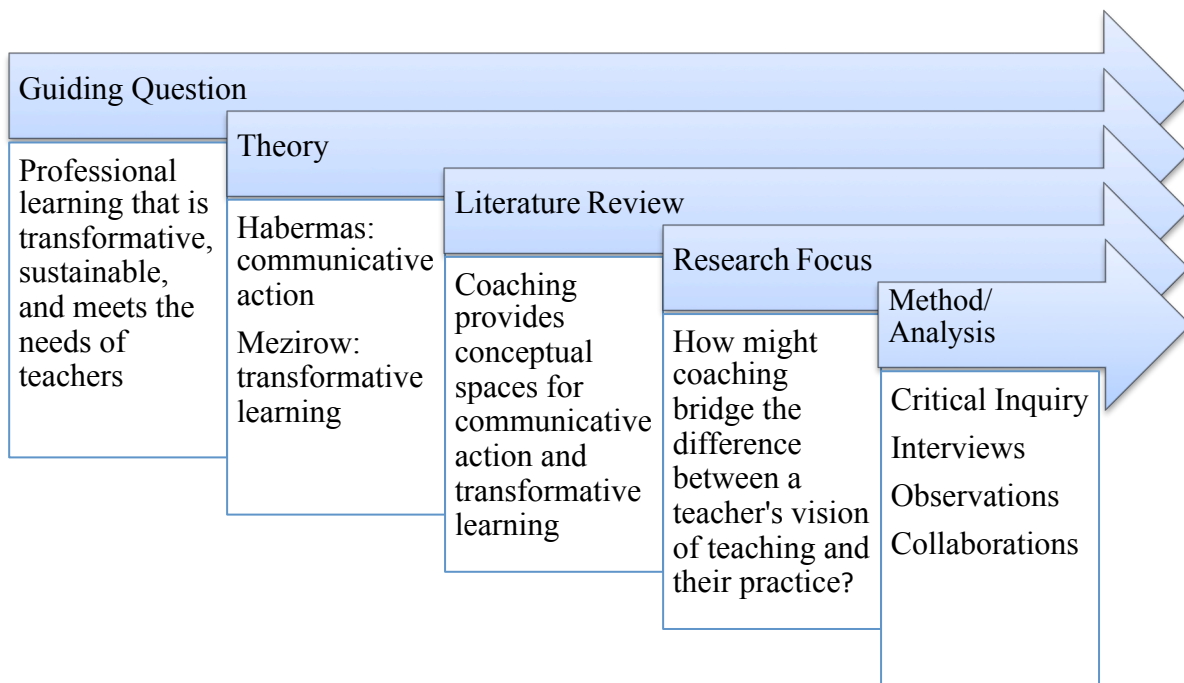 Guiding Question
Professional
learning that is
transformative,
sustainable,
and meets the
needs of
teachers
Theory
Habermas:
communicative
action
Mezirow:
transformative
learning
Literature Review
Coaching
provides
conceptual
spaces for
communicative
action and
transformative
learning
Research Focus
How might
coaching
bridge the
difference
between a
teacher's vision
of teaching and
their practice?
Method/
Analysis
Critical Inquiry
Interviews
Observations
Collaborations